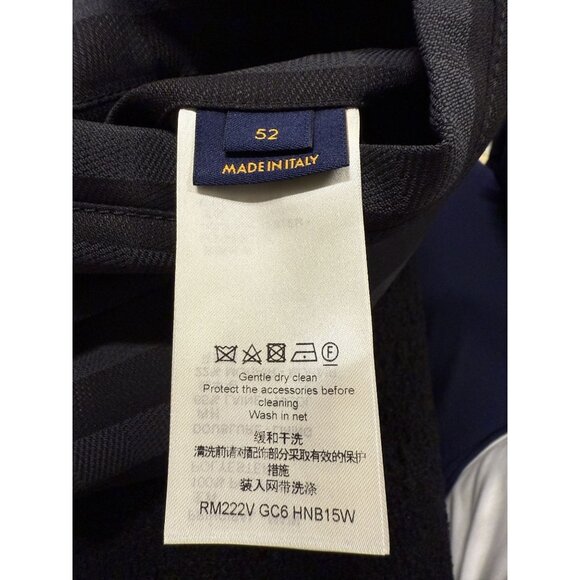 52
MADE IN ITALY
F
Gentle dry clean
Protect the accessories before
cleaning
Wash in net
缓和干洗
清洗前请对配饰部分采取有效的保护
措施
装入网带洗涤
RM222V GC6 HNB15W